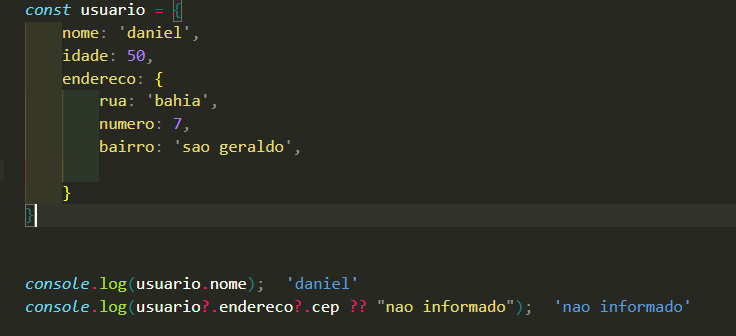 const usuario = {
nome: 'daniel',
idade: 50,
endereco: {
rua: 'bahia',
numero: 7,
bairro: 'sao geraldo',
}
}
console.log(usuario.nome); 'daniel'
console.log(usuario?.endereco?.cep ?? "nao informado"); 'nao informado'